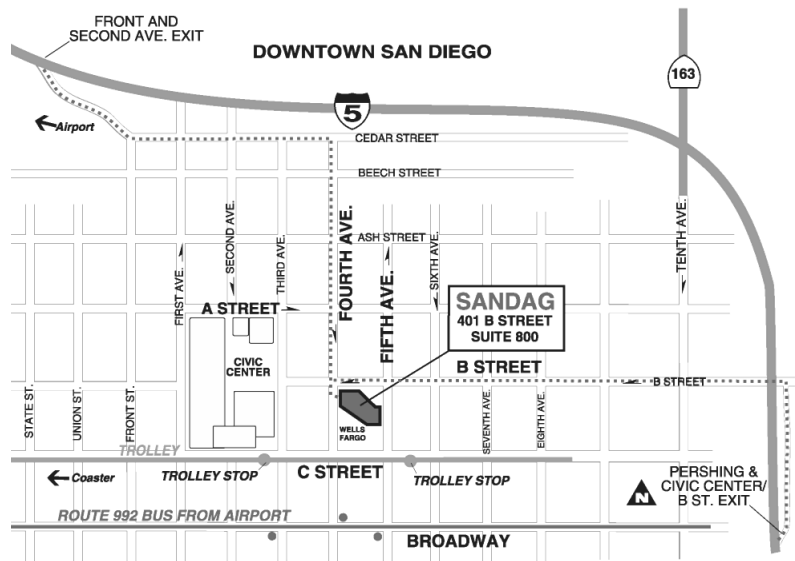 FRONT AND
SECOND AVE. EXIT
DOWNTOWN SAN DIEGO
163
5
Airport
CEDAR STREET
BEECH STREET
ASH STREET
FIRST AVE.
SECOND AVE.
THIRD AVE.
FOURTH AVE.
FIFTH AVE.
SIXTH AVE.
TENTH AVE.
A STREET
SANDAG
401 B STREET
SUITE 800
CIVIC
CENTER
B STREET
B STREET
STATE ST.
UNION ST.
FRONT ST.
WELLS
FARGO
SEVENTH AVE.
EIGHTH AVE.
TROLLEY
TROLLEY STOP
C STREET
TROLLEY STOP
Coaster
PERSHING &
CIVIC CENTER/
B ST. EXIT
N
ROUTE 992 BUS FROM AIRPORT
BROADWAY